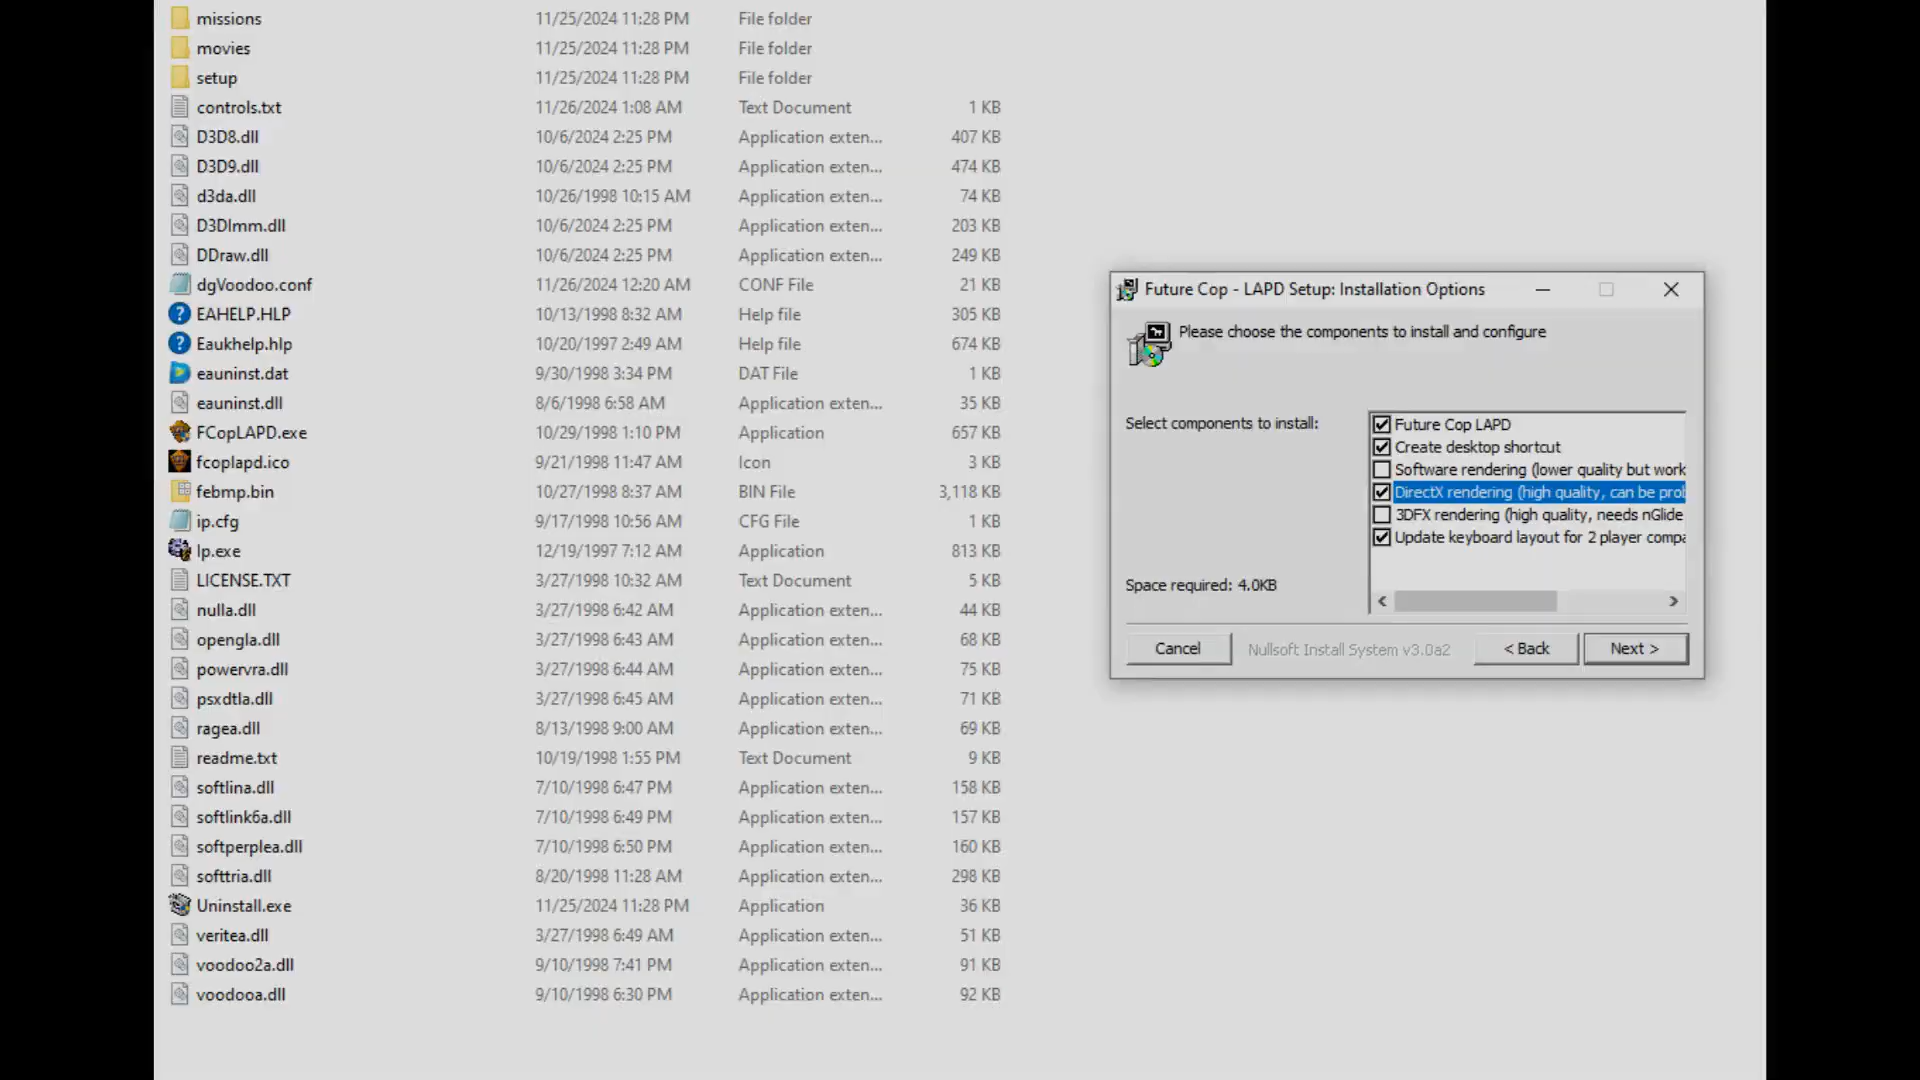 missions 11/25/2024 11:28 PM File folder
movies 11/25/2024 11:28 PM File folder
setup 11/25/2024 11:28 PM File folder
controls.txt 11/26/2024 1:08 AM Text Document 1 KB
D3D8.dll 10/6/2024 2:25 PM Application exten... 407 KB
D3D9.dll 10/6/2024 2:25 PM Application exten... 474 KB
d3da.dll 10/26/1998 10:15 AM Application exten... 74 KB
D3DImm.dll 10/6/2024 2:25 PM Application exten... 203 KB
DDraw.dll 10/6/2024 2:25 PM Application exten... 249 KB
dgVoodoo.conf 11/26/2024 12:20 AM CONF File 21 KB
EAHELP.HLP 10/13/1998 8:32 AM Help file 305 KB
Eaukhelp.hlp 10/20/1997 2:49 AM Help file 674 KB
eauninst.dat 9/30/1998 3:34 PM DAT File 1 KB
eauninst.dll 8/6/1998 6:58 AM Application exten... 35 KB
FCopLAPD.exe 10/29/1998 1:10 PM Application 657 KB
fcoplapd.ico 9/21/1998 11:47 AM Icon 3 KB
febmp.bin 10/27/1998 8:37 AM BIN File 3,118 KB
ip.cfg 9/17/1998 10:56 AM CFG File 1 KB
Ip.exe 12/19/1997 7:12 AM Application 813 KB
LICENSE.TXT 3/27/1998 10:32 AM Text Document 5 KB
nulla.dll 3/27/1998 6:42 AM Application exten... 44 KB
opengla.dll 3/27/1998 6:43 AM Application exten... 68 KB
powervra.dll 3/27/1998 6:44 AM Application exten... 75 KB
psxdtla.dll 3/27/1998 6:45 AM Application exten... 71 KB
ragea.dll 8/13/1998 9:00 AM Application exten... 69 KB
readme.txt 10/19/1998 1:55 PM Text Document 9 KB
softlina.dll 7/10/1998 6:47 PM Application exten... 158 KB
softlink6a.dll 7/10/1998 6:49 PM Application exten... 157 KB
softperplea.dll 7/10/1998 6:50 PM Application exten... 160 KB
softtria.dll 8/20/1998 11:28 AM Application exten... 298 KB
Uninstall.exe 11/25/2024 11:28 PM Application 36 KB
veritea.dll 3/27/1998 6:49 AM Application exten... 51 KB
voodoo2a.dll 9/10/1998 7:41 PM Application exten... 91 KB
voodooa.dll 9/10/1998 6:30 PM Application exten... 92 KB
Future Cop - LAPD Setup: Installation Options
Please choose the components to install and configure
Select components to install:
Future Cop LAPD
Create desktop shortcut
Software rendering (lower quality but work
DirectX rendering (high quality, can be pro
3DFX rendering (high quality, needs nGlide
Update keyboard layout for 2 player compa
Space required: 4.0KB
Cancel
Nullsoft Install System v3.0a2
< Back
Next >